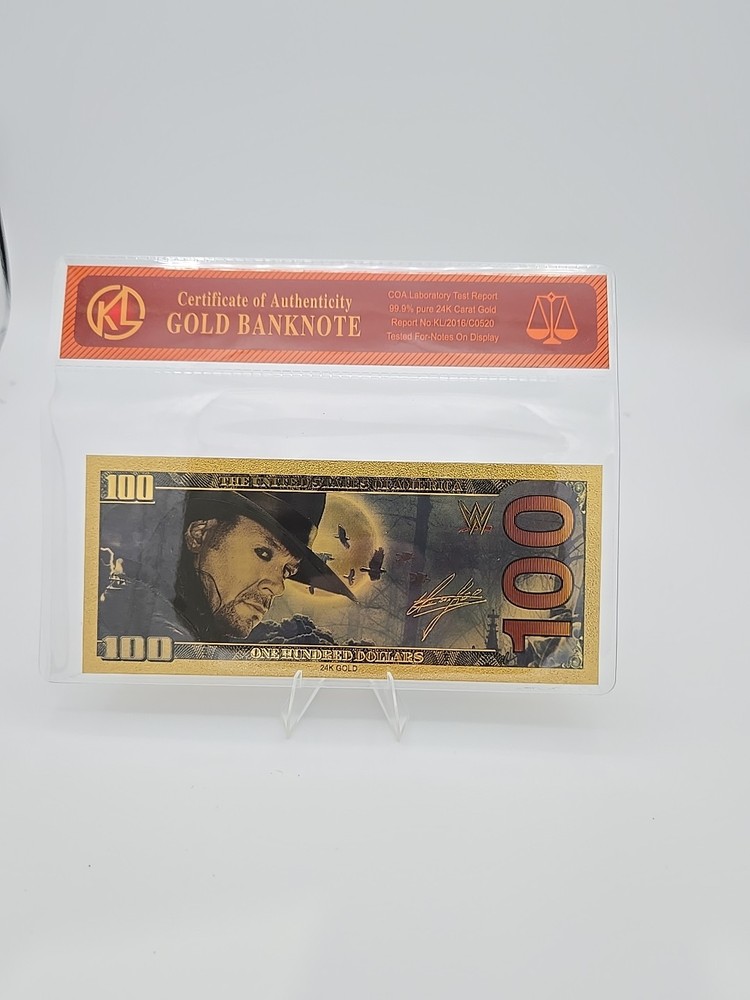 KL
Certificate of Authenticity
GOLD BANKNOTE
COA Laboratory Test Report
99.9% pure 24K Carat Gold
Report No:KL/2016/C0520
Tested For-Notes On Display
100
THE UNITED STATES OF AMERICA
W
100
100
ONE HUNDRED DOLLARS
24K GOLD